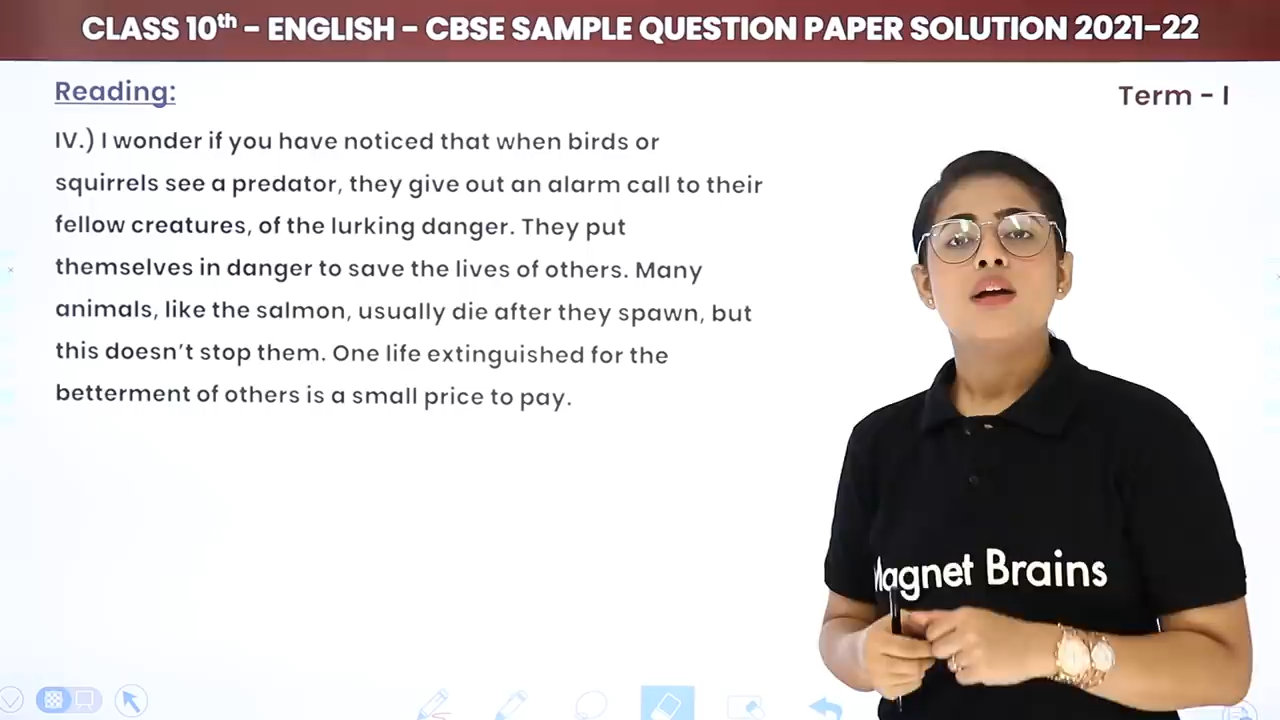 CLASS 10th – ENGLISH – CBSE SAMPLE QUESTION PAPER SOLUTION 2021–22
Reading:
Term - I
IV.) I wonder if you have noticed that when birds or
squirrels see a predator, they give out an alarm call to their
fellow creatures, of the lurking danger. They put
themselves in danger to save the lives of others. Many
animals, like the salmon, usually die after they spawn, but
this doesn't stop them. One life extinguished for the
betterment of others is a small price to pay.
Magnet Brains